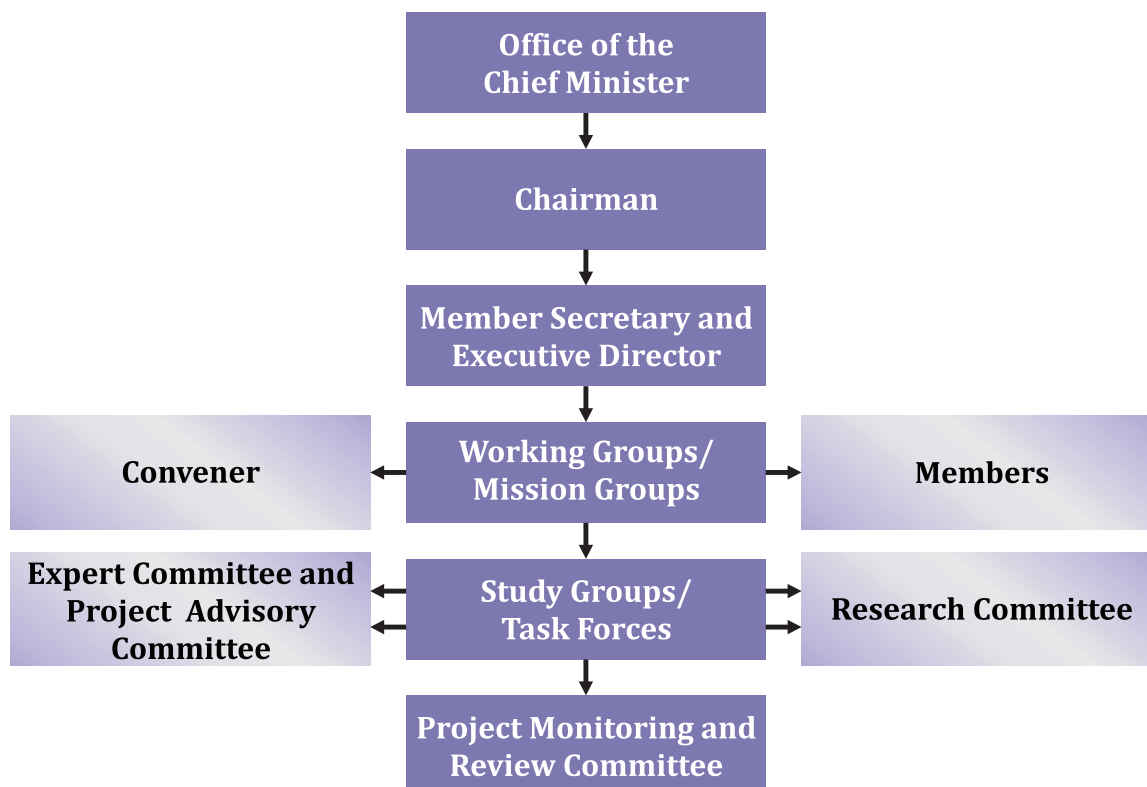 Office of the
Chief Minister
Chairman
Member Secretary and
Executive Director
Convener
Working Groups/
Mission Groups
Members
Expert Committee and
Project Advisory
Committee
Study Groups/
Task Forces
Research Committee
Project Monitoring and
Review Committee